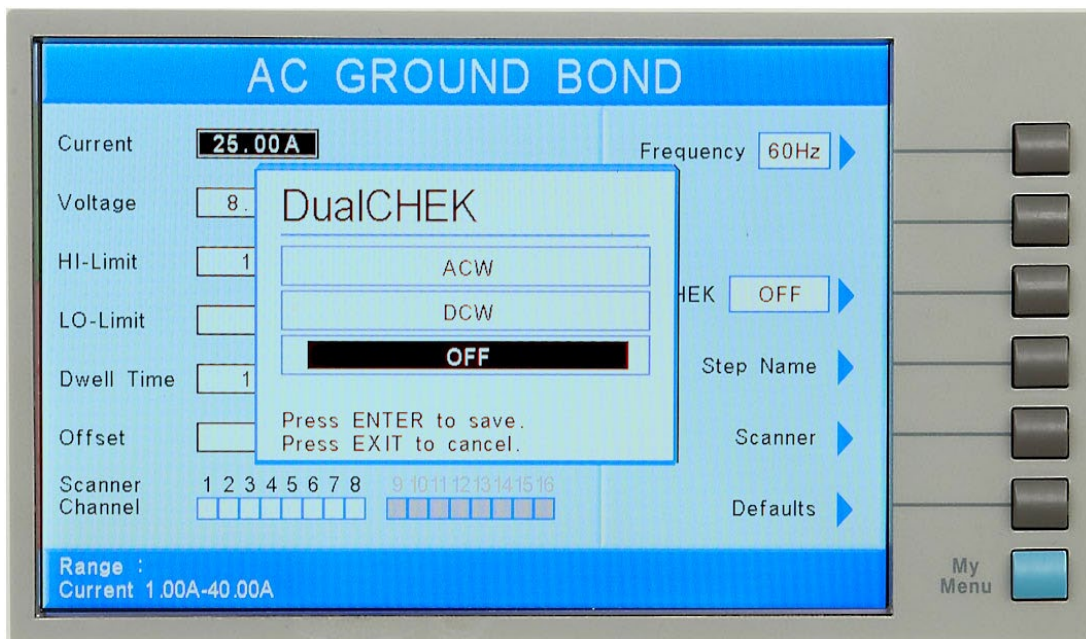 AC GROUND BOND
Current 25.00A
Frequency 60Hz
Voltage 8.
DualCHEK
ACW
HI-Limit 1
DCW
HEK OFF
LO-Limit
OFF
Step Name
Dwell Time 1
Press ENTER to save.
Press EXIT to cancel.
Offset
Scanner
Scanner Channel
1 2 3 4 5 6 7 8 9 10 11 12 13 14 15 16
Defaults
Range :
Current 1.00A-40.00A
My
Menu